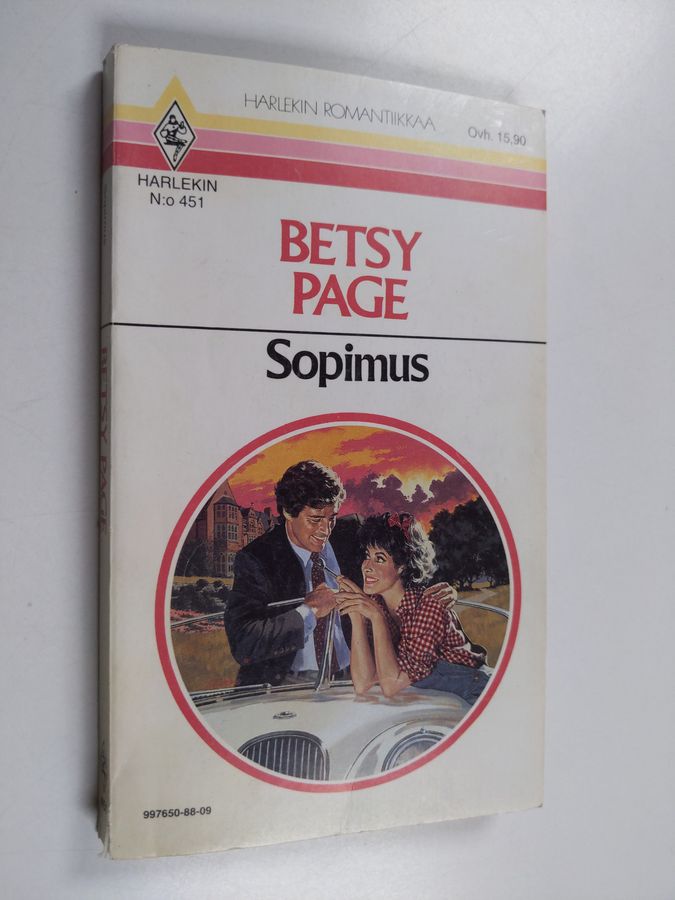 HARLEKIN ROMANTIIKKAA
Ovh. 15,90
HARLEKIN
N:o 451
BETSY
PAGE
Sopimus
997650-88-09
BETSY PAGE